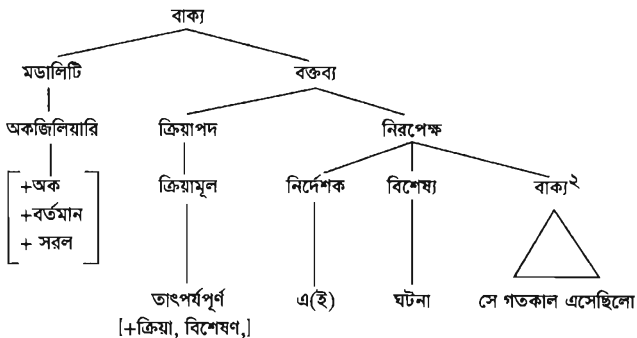 বাক্য
মডালিটি বক্তব্য
অকজিলিয়ারি ক্রিয়াপদ নিরপেক্ষ
+অক ক্রিয়ামূল নির্দেশক বিশেষ্য বাক্য২
+বর্তমান
+ সরল
তাৎপর্যপূর্ণ এ(ই) ঘটনা সে গতকাল এসেছিলো
[+ক্রিয়া, বিশেষণ,]